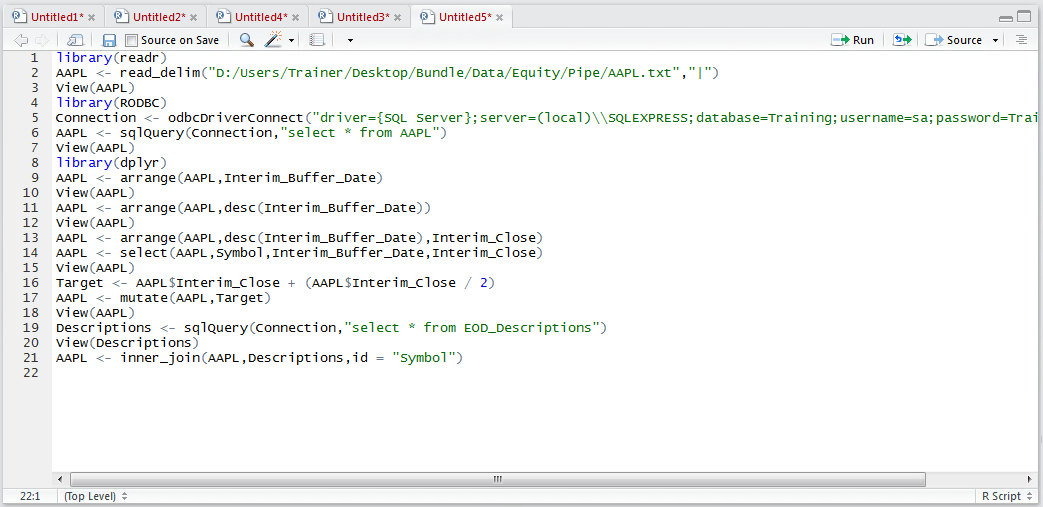 Untitled1* Untitled2* Untitled4* Untitled3* Untitled5*
Source on Save Run Source
1 library(readr)
2 AAPL <- read_delim("D:/Users/Trainer/Desktop/Bundle/Data/Equity/Pipe/AAPL.txt","|")
3 View(AAPL)
4 library(RODBC)
5 Connection <- odbcDriverConnect("driver={SQL Server};server=(local)\\SQLEXPRESS;database=Training;username=sa;password=Trai
6 AAPL <- sqlQuery(Connection,"select * from AAPL")
7 View(AAPL)
8 library(dplyr)
9 AAPL <- arrange(AAPL,Interim_Buffer_Date)
10 View(AAPL)
11 AAPL <- arrange(AAPL,desc(Interim_Buffer_Date))
12 View(AAPL)
13 AAPL <- arrange(AAPL,desc(Interim_Buffer_Date),Interim_Close)
14 AAPL <- select(AAPL,Symbol,Interim_Buffer_Date,Interim_Close)
15 View(AAPL)
16 Target <- AAPL$Interim_Close + (AAPL$Interim_Close / 2)
17 AAPL <- mutate(AAPL,Target)
18 View(AAPL)
19 Descriptions <- sqlQuery(Connection,"select * from EOD_Descriptions")
20 View(Descriptions)
21 AAPL <- inner_join(AAPL,Descriptions,id = "Symbol")
22
22:1 (Top Level) R Script